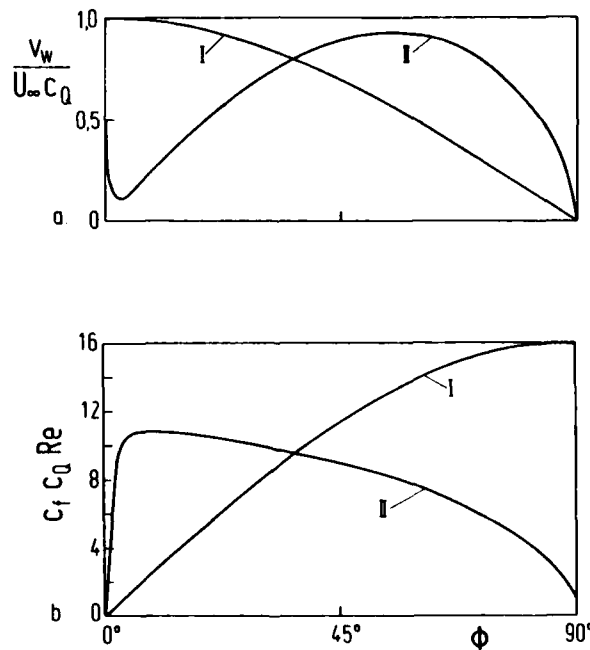 1,0
V_W
U∞ C_Q
I
II
0,5
a.
0
16
I
12
C_f C_Q Re
8
II
4
b
0
0° 45° Φ 90°